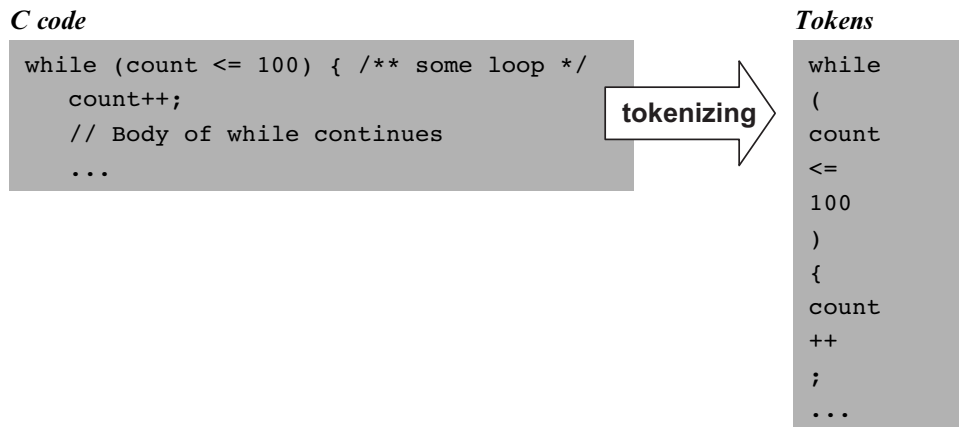 C code
while (count <= 100) { /** some loop */
count++;
// Body of while continues
...
tokenizing
Tokens
while
(
count
<=
100
)
{
count
++
;
...